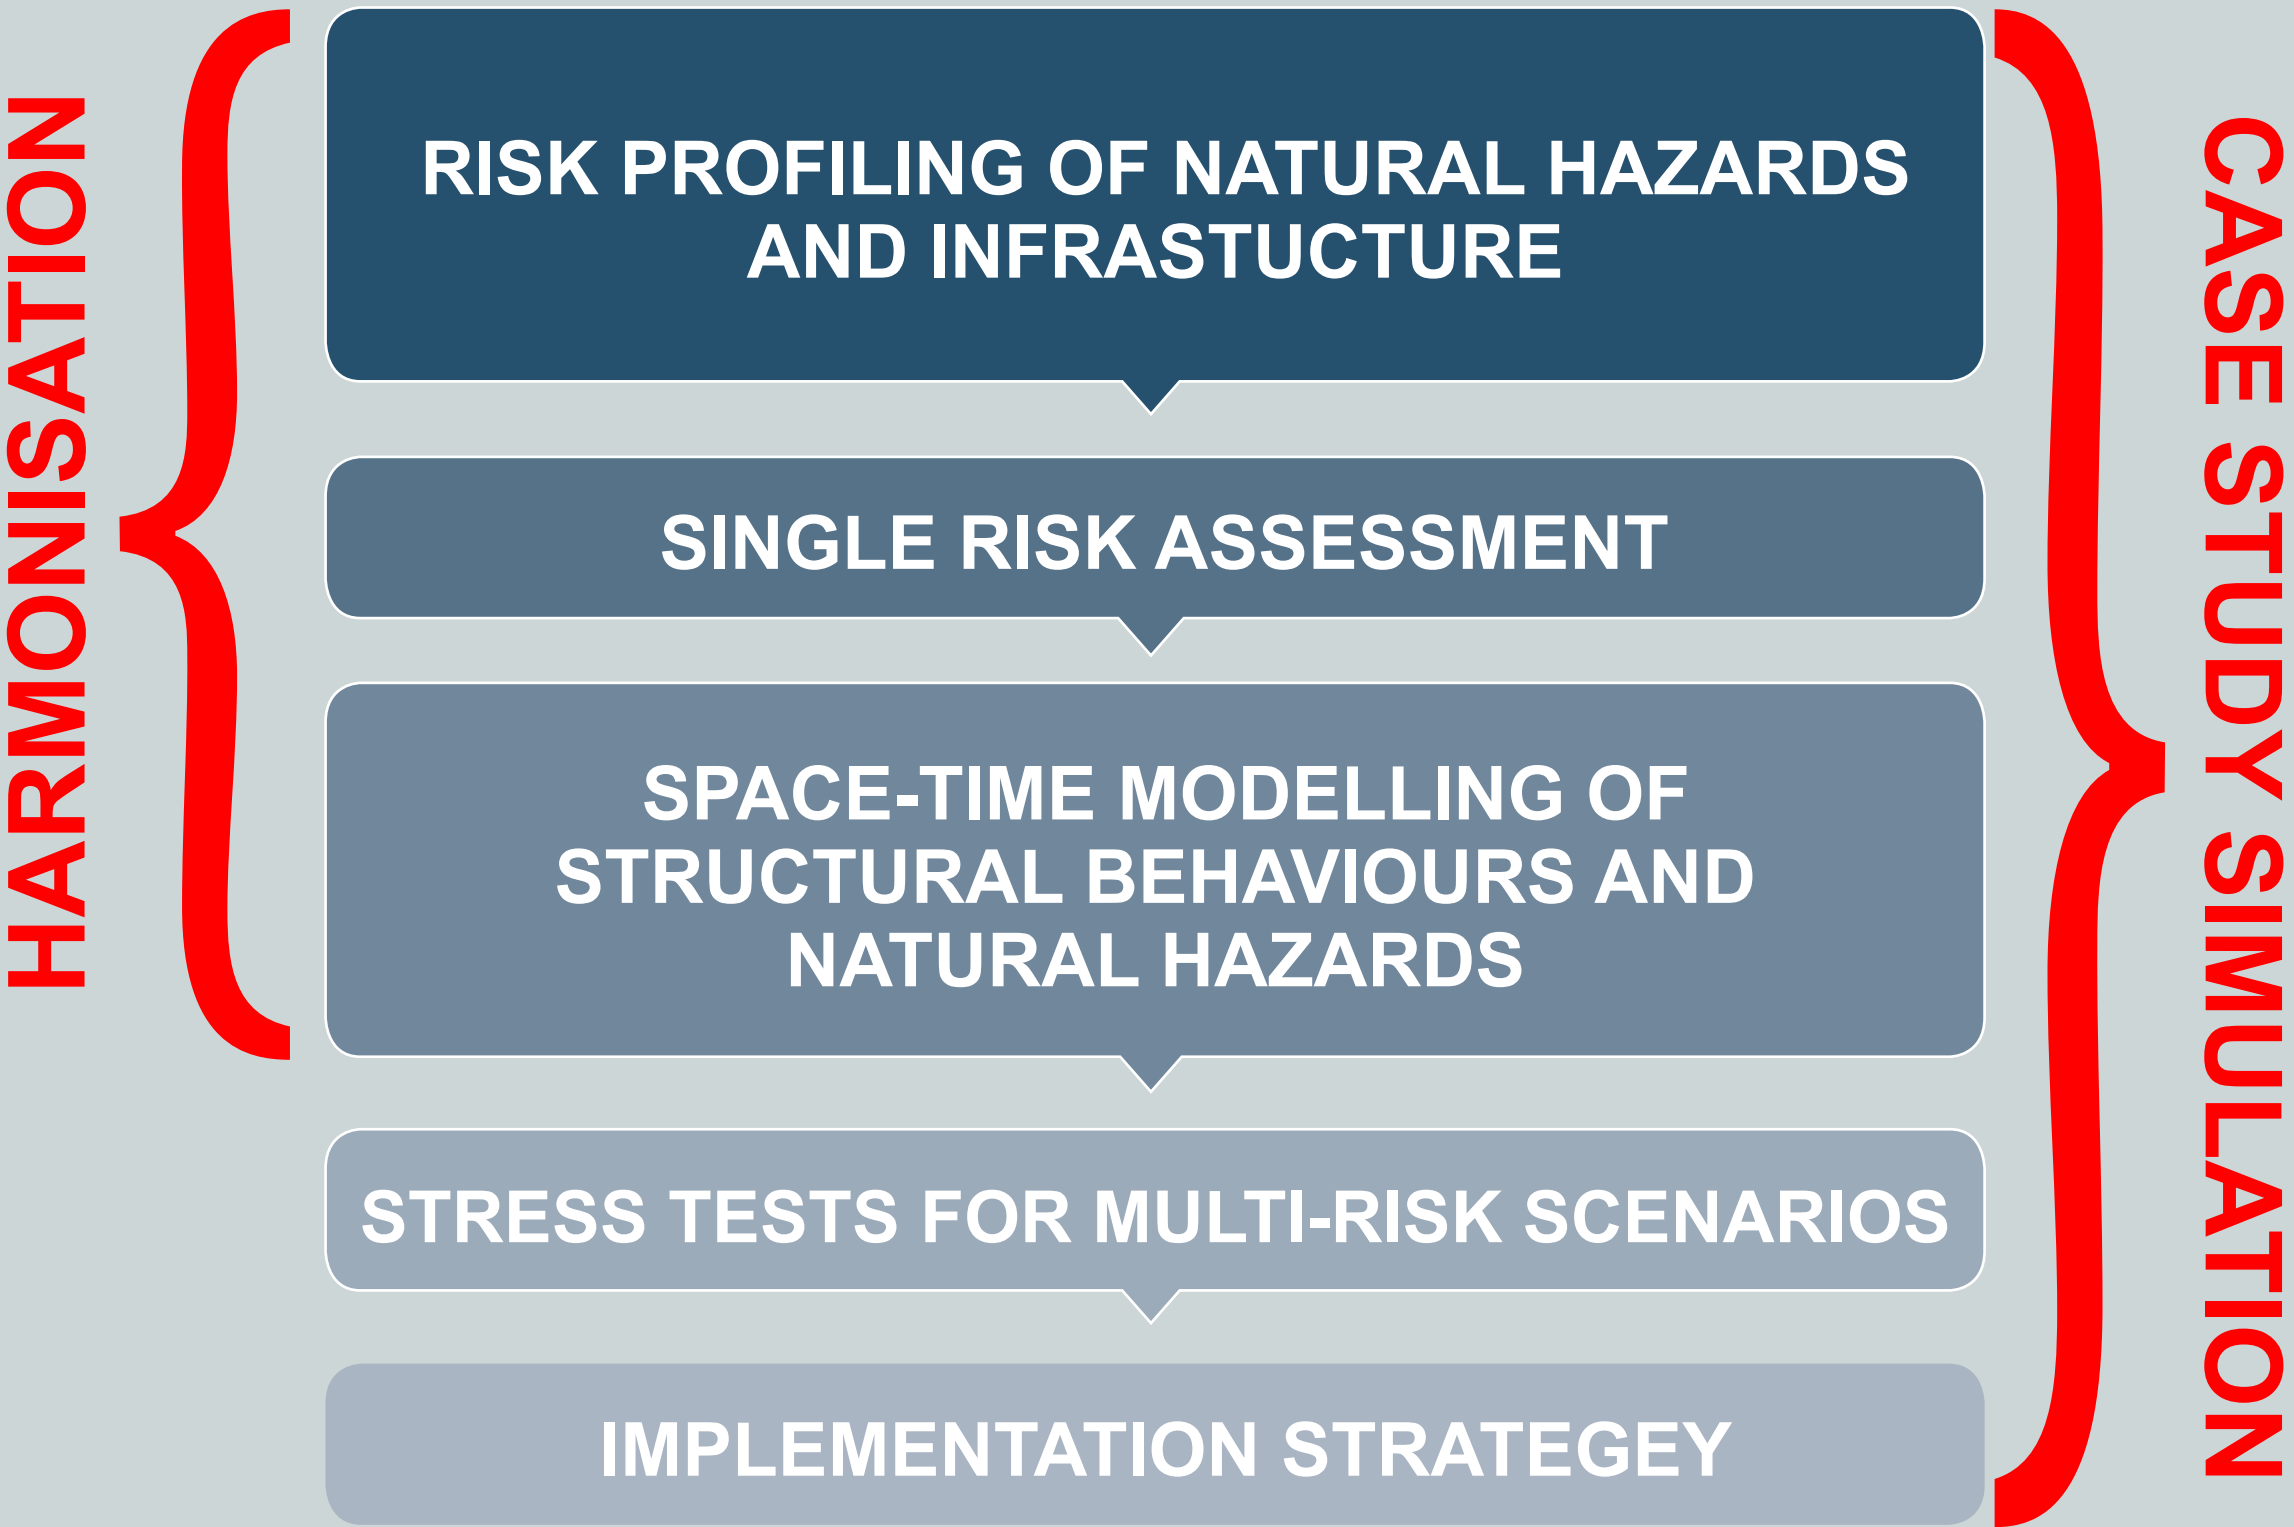 HARMONISATION
RISK PROFILING OF NATURAL HAZARDS
AND INFRASTUCTURE
SINGLE RISK ASSESSMENT
SPACE-TIME MODELLING OF
STRUCTURAL BEHAVIOURS AND
NATURAL HAZARDS
STRESS TESTS FOR MULTI-RISK SCENARIOS
IMPLEMENTATION STRATEGEY
CASE STUDY SIMULATION